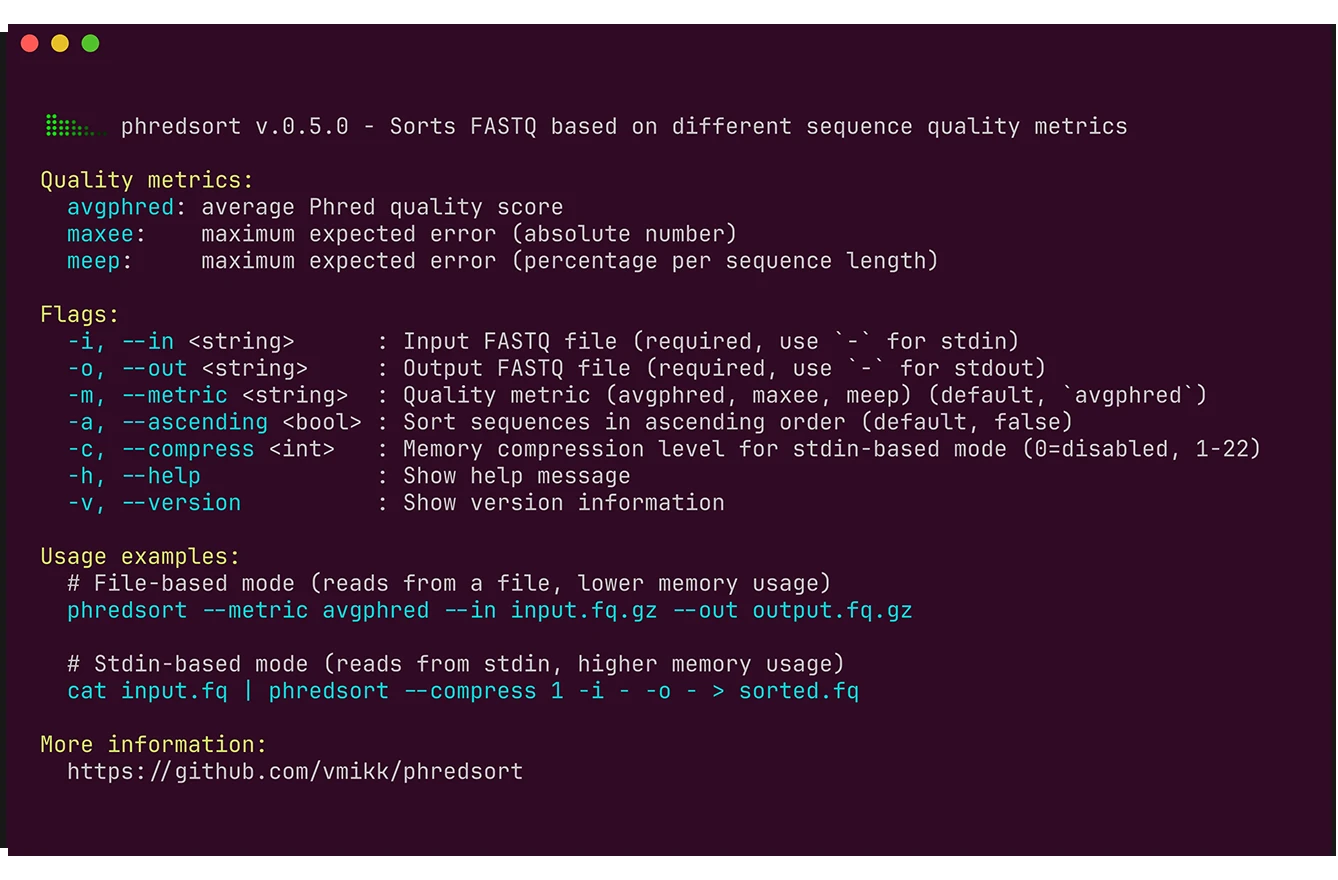 phredsort v.0.5.0 - Sorts FASTQ based on different sequence quality metrics
Quality metrics:
avgphred: average Phred quality score
maxee: maximum expected error (absolute number)
meep: maximum expected error (percentage per sequence length)
Flags:
-i, --in <string> : Input FASTQ file (required, use `-` for stdin)
-o, --out <string> : Output FASTQ file (required, use `-` for stdout)
-m, --metric <string> : Quality metric (avgphred, maxee, meep) (default, `avgphred`)
-a, --ascending <bool> : Sort sequences in ascending order (default, false)
-c, --compress <int> : Memory compression level for stdin-based mode (0=disabled, 1-22)
-h, --help : Show help message
-v, --version : Show version information
Usage examples:
# File-based mode (reads from a file, lower memory usage)
phredsort --metric avgphred --in input.fq.gz --out output.fq.gz
# Stdin-based mode (reads from stdin, higher memory usage)
cat input.fq | phredsort --compress 1 -i - -o - > sorted.fq
More information:
https://github.com/vmikk/phredsort